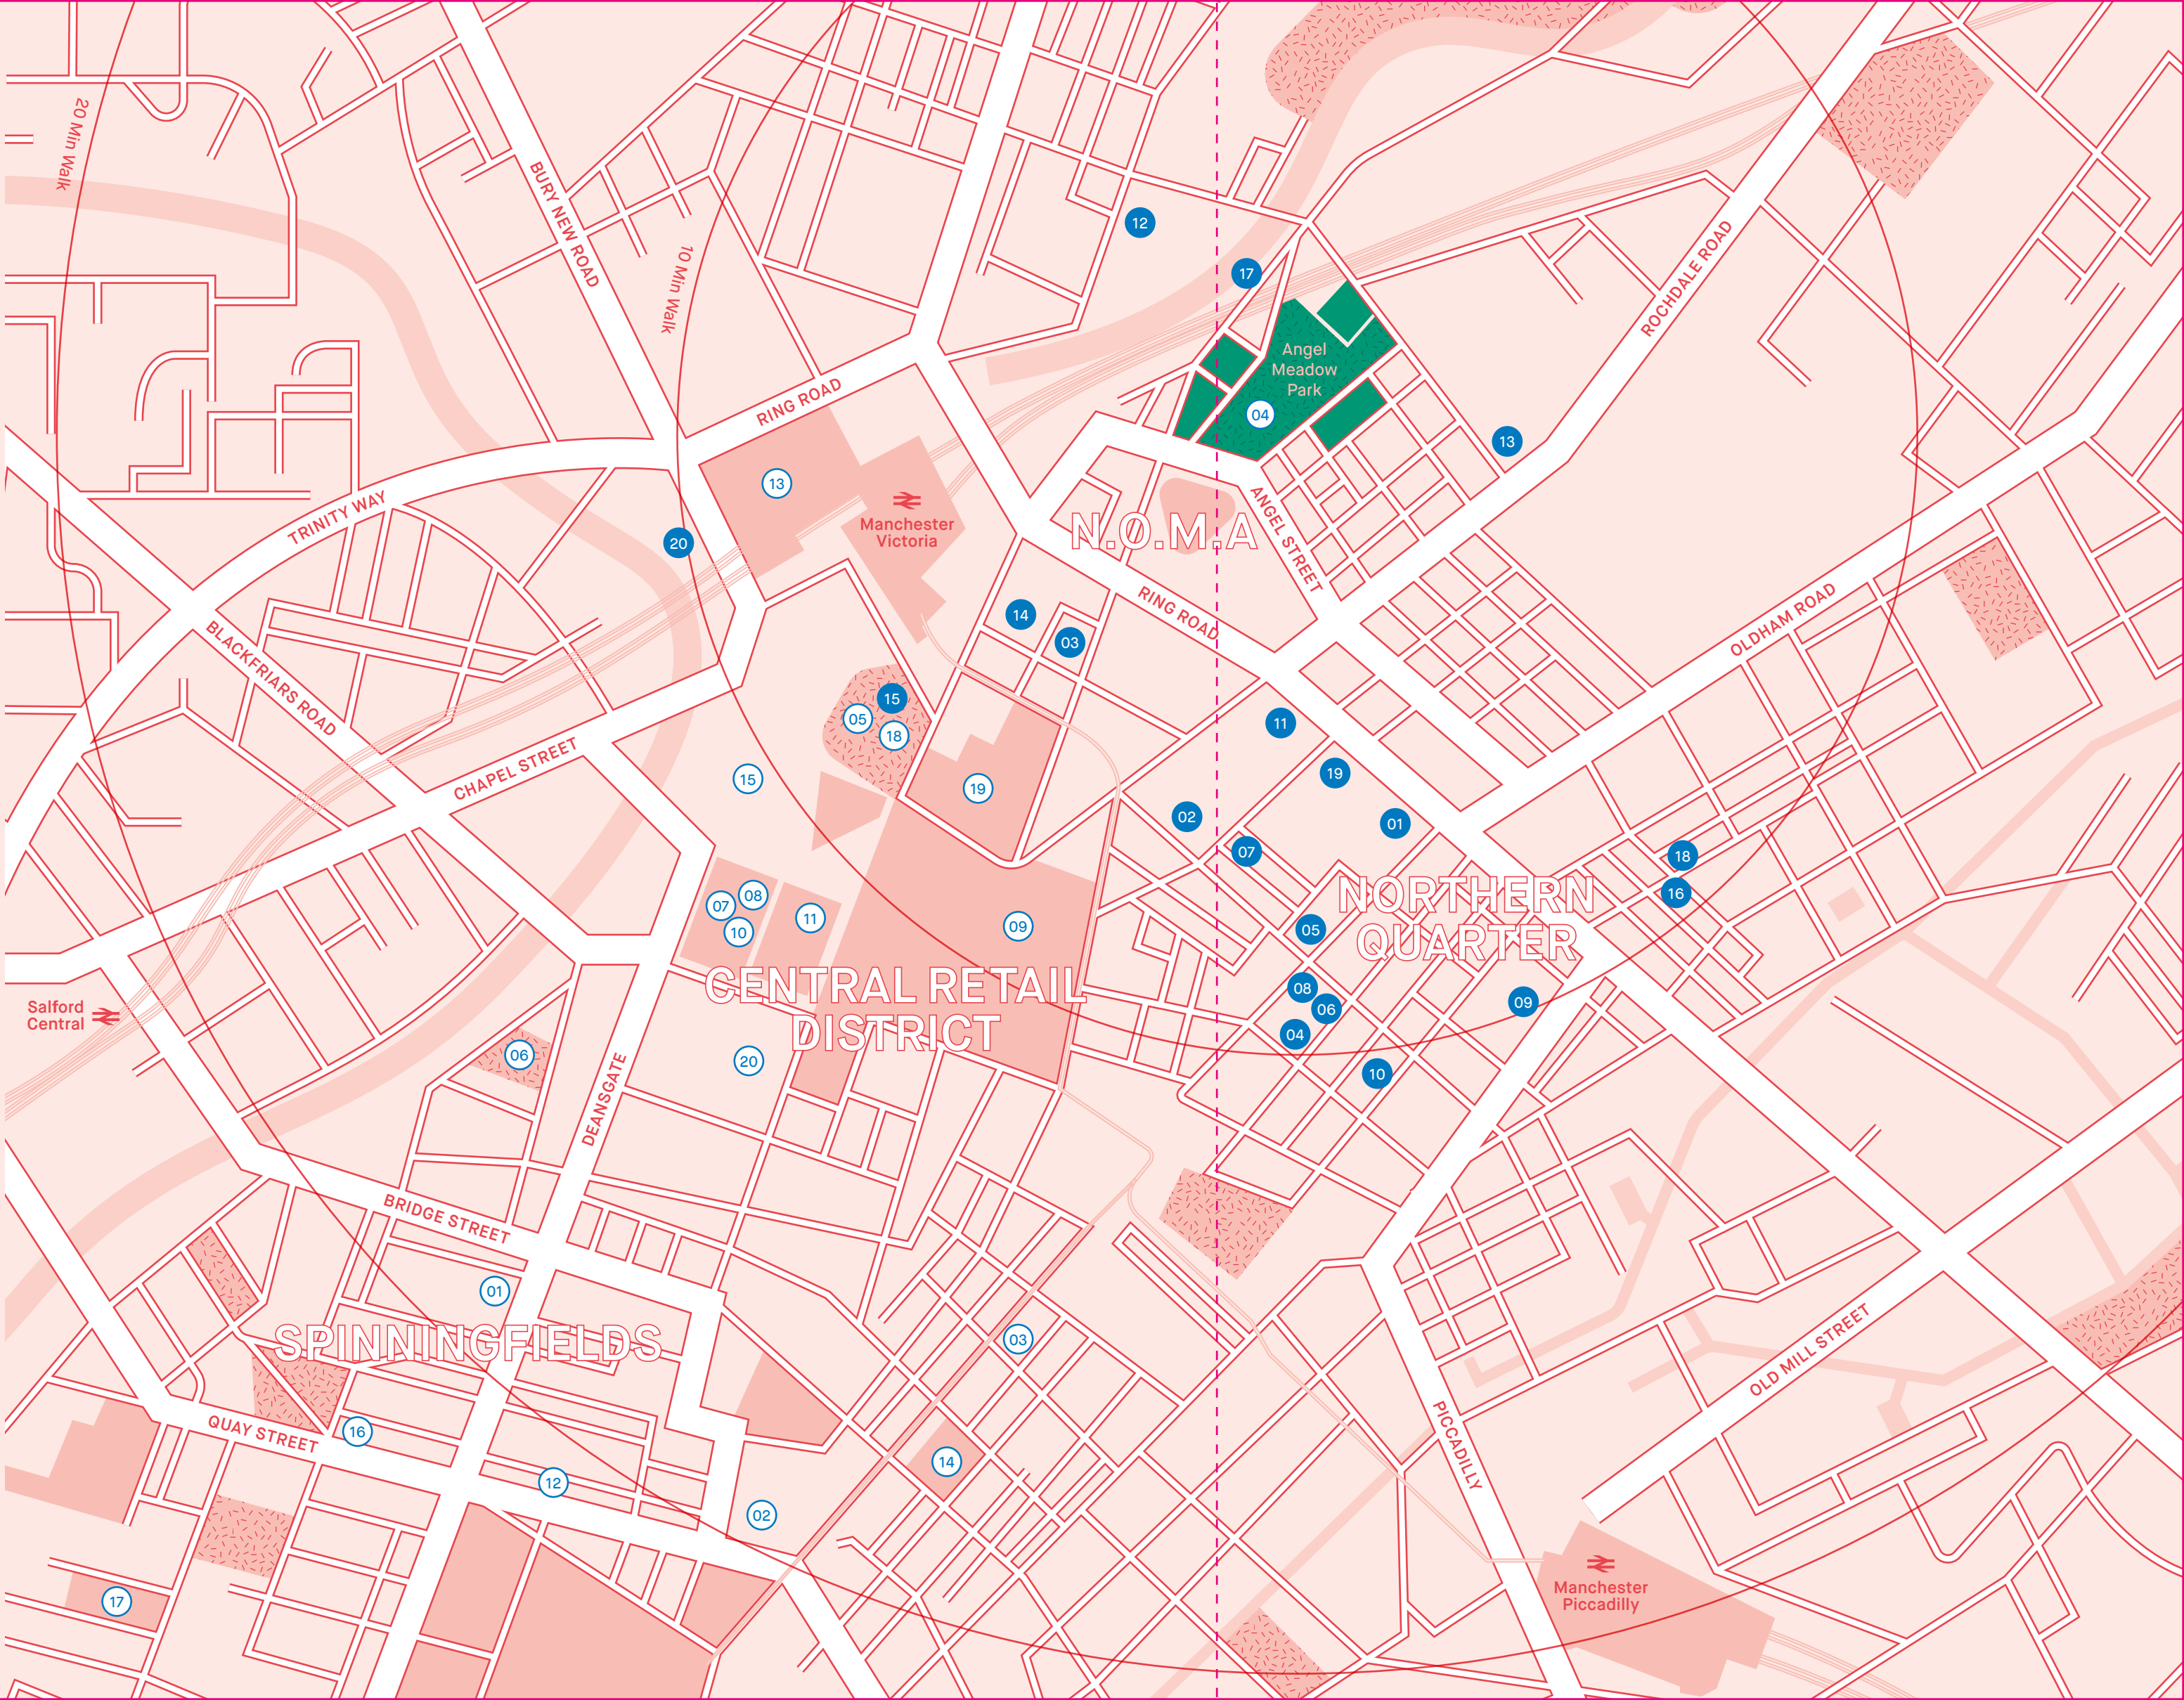 20 Min Walk
BURY NEW ROAD
12
10 Min Walk
17
ROCHDALE ROAD
Angel
Meadow
Park
04
RING ROAD
13
13
Manchester
Victoria
TRINITY WAY
20
N.O.M.A
ANGEL STREET
14
RING ROAD
03
OLDHAM ROAD
BLACKFRIARS ROAD
15
05
18
11
CHAPEL STREET
15
19
19
02
01
07
18
16
08
07
10
11
09
NORTHERN
QUARTER
05
CENTRAL RETAIL
DISTRICT
08
06
09
04
Salford
Central
06
20
10
DEANSGATE
BRIDGE STREET
01
SPINNINGFIELDS
03
OLD MILL STREET
QUAY STREET
16
PICCADILLY
14
12
02
17
Manchester
Piccadilly